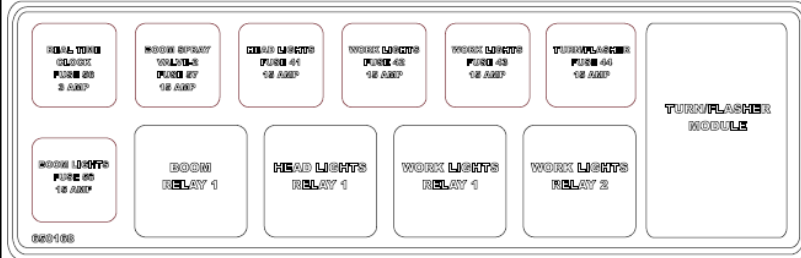 REAL TIME
CLOCK
FUSE 56
3 AMP
BOOM SPRAY
VALVE-2
FUSE 57
15 AMP
HEAD LIGHTS
FUSE 41
15 AMP
WORK LIGHTS
FUSE 42
15 AMP
WORK LIGHTS
FUSE 43
15 AMP
TURN/FLASHER
FUSE 44
15 AMP
TURN/FLASHER
MODULE
BOOM LIGHTS
FUSE
15 AMP
BOOM
RELAY 1
HEAD LIGHTS
RELAY 1
WORK LIGHTS
RELAY 1
WORK LIGHTS
RELAY 2
650168